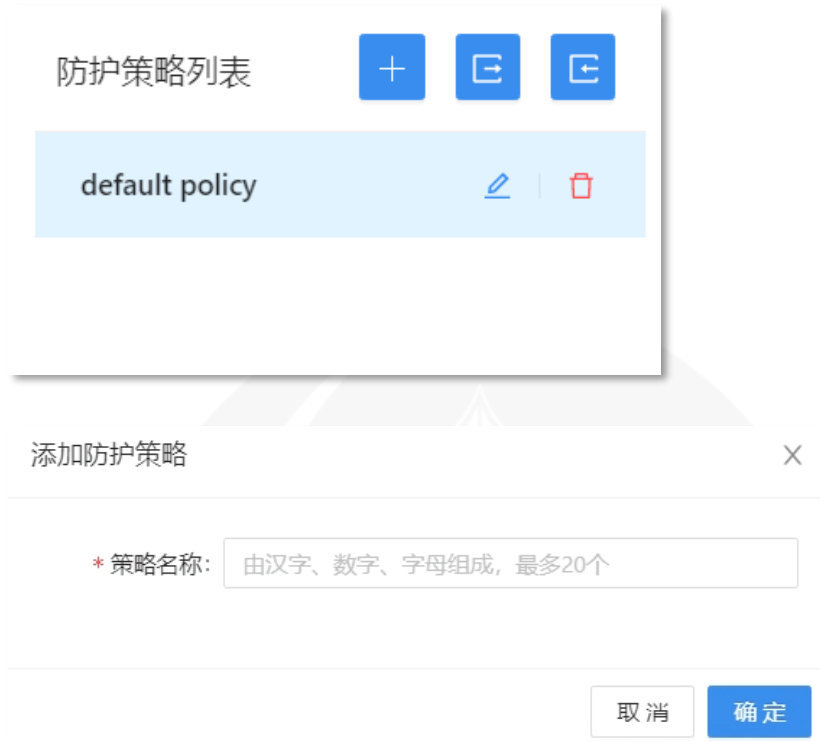 防护策略列表
default policy
添加防护策略
* 策略名称：
由汉字、数字、字母组成，最多20个
取 消
确 定